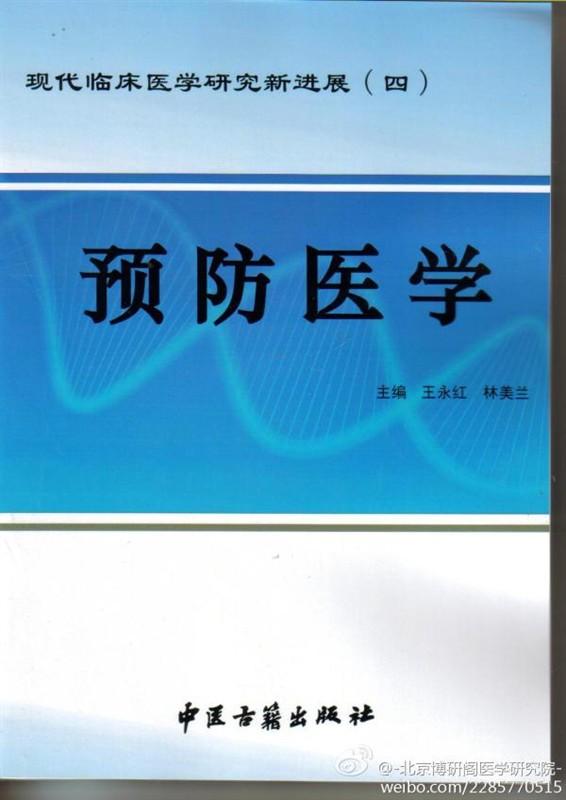 现代临床医学研究新进展（四）
预防医学
主编 王永红 林美兰
中医古籍出版社
@-北京博研阁医学研究院-
weibo.com/2285770515